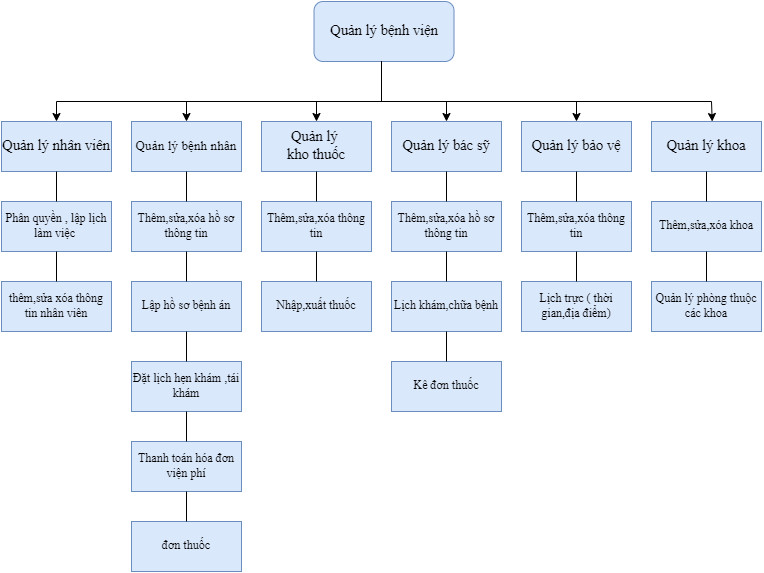 Quản lý bệnh viện
Quản lý nhân viên
Quản lý bệnh nhân
Quản lý
kho thuốc
Quản lý bác sỹ
Quản lý bảo vệ
Quản lý khoa
Phân quyền , lập lịch
làm việc
Thêm,sửa,xóa hồ sơ
thông tin
Thêm,sửa,xóa thông
tin
Thêm,sửa,xóa hồ sơ
thông tin
Thêm,sửa,xóa thông
tin
Thêm,sửa,xóa khoa
thêm,sửa xóa thông
tin nhân viên
Lập hồ sơ bệnh án
Nhập,xuất thuốc
Lịch khám,chữa bệnh
Lịch trực ( thời
gian,địa điểm)
Quản lý phòng thuộc
các khoa
Đặt lịch hẹn khám ,tái
khám
Kê đơn thuốc
Thanh toán hóa đơn
viện phí
đơn thuốc